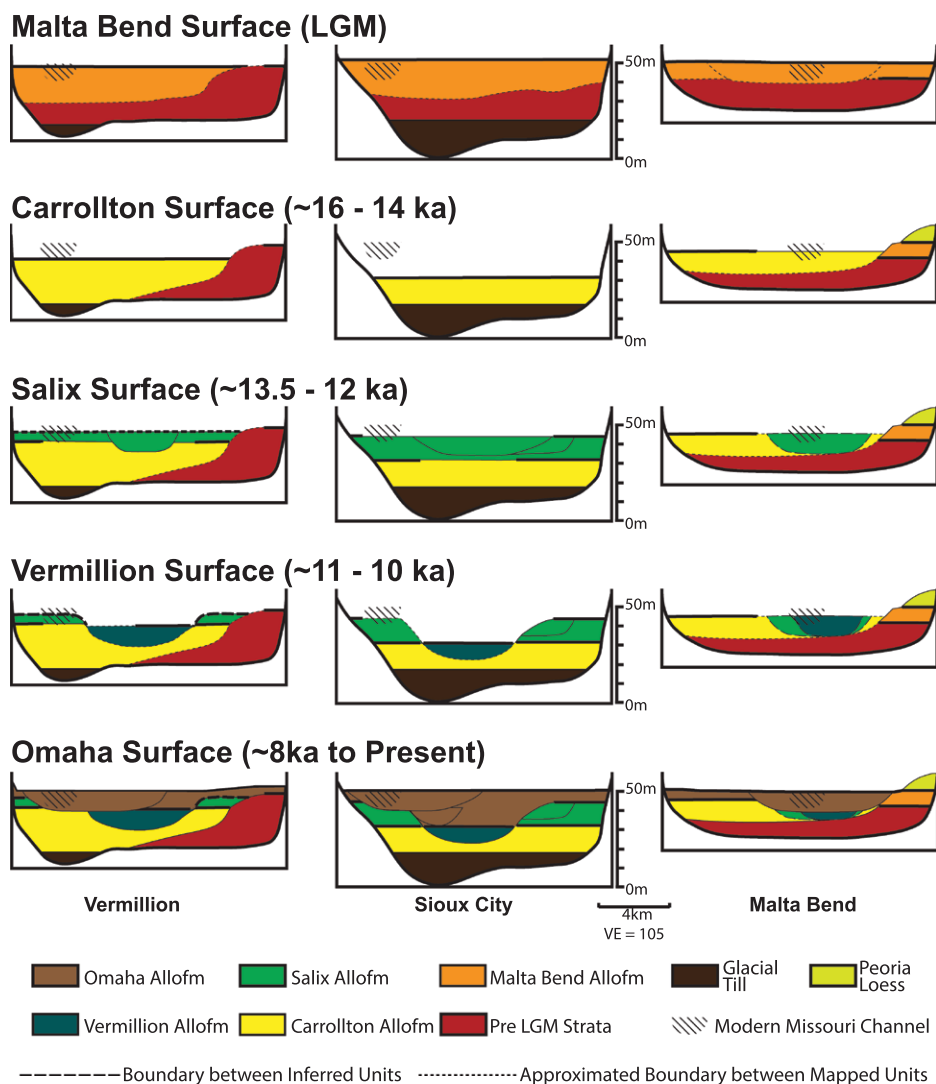 Malta Bend Surface (LGM)
50m
0m
Carrollton Surface (~16 - 14 ka)
50m
0m
Salix Surface (~13.5 - 12 ka)
50m
0m
Vermillion Surface (~11 - 10 ka)
50m
0m
Omaha Surface (~8ka to Present)
50m
0m
Vermillion
Sioux City
4km
VE = 105
Malta Bend
Omaha Allofm
Salix Allofm
Malta Bend Allofm
Glacial
Till
Peoria
Loess
Vermillion Allofm
Carrollton Allofm
Pre LGM Strata
Modern Missouri Channel
Boundary between Inferred Units
Approximated Boundary between Mapped Units